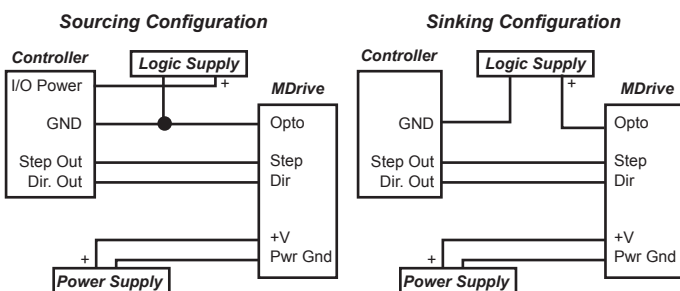 Sourcing Configuration
Controller
Logic Supply
+
I/O Power
MDrive
GND
Opto
Step Out
Step
Dir. Out
Dir
+V
+
Pwr Gnd
Power Supply
Sinking Configuration
Controller
Logic Supply
+
MDrive
GND
Opto
Step Out
Step
Dir. Out
Dir
+V
+
Pwr Gnd
Power Supply